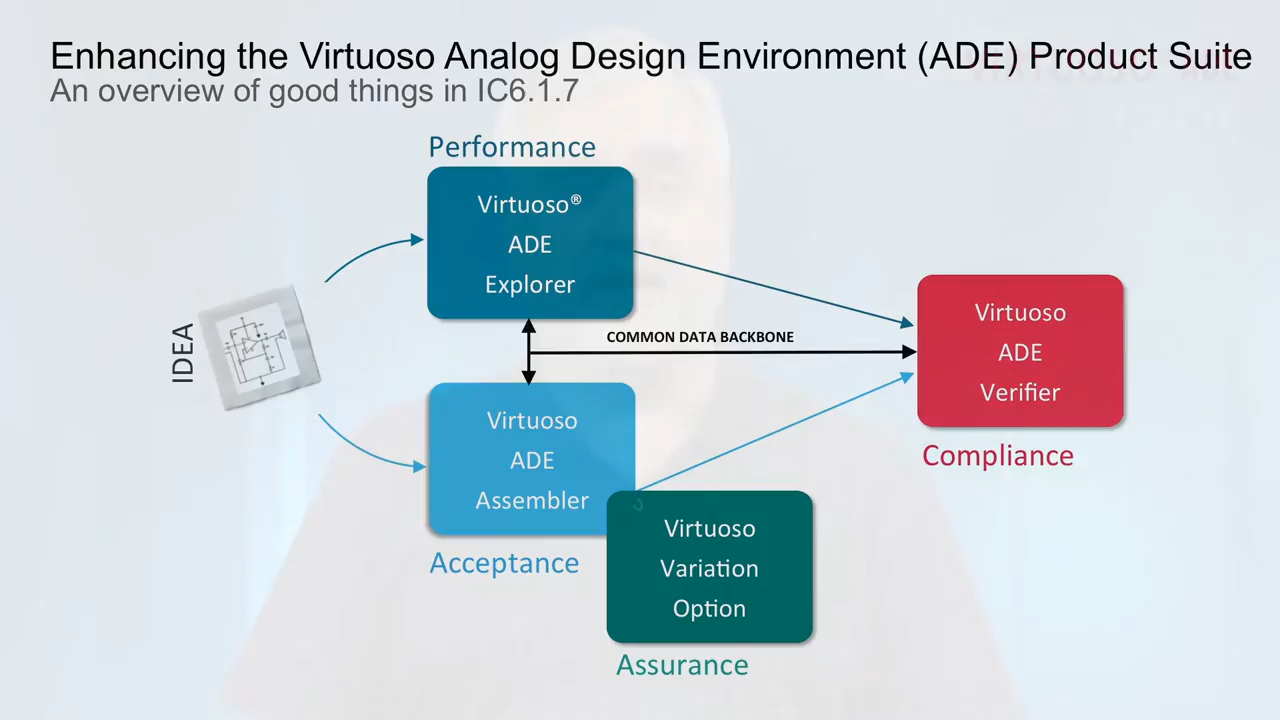 Enhancing the Virtuoso Analog Design Environment (ADE) Product Suite
An overview of good things in IC6.1.7
Performance
Virtuoso®
ADE
Explorer
IDEA
COMMON DATA BACKBONE
Virtuoso
ADE
Verifier
Compliance
Virtuoso
ADE
Assembler
Acceptance
Virtuoso
Variation
Option
Assurance